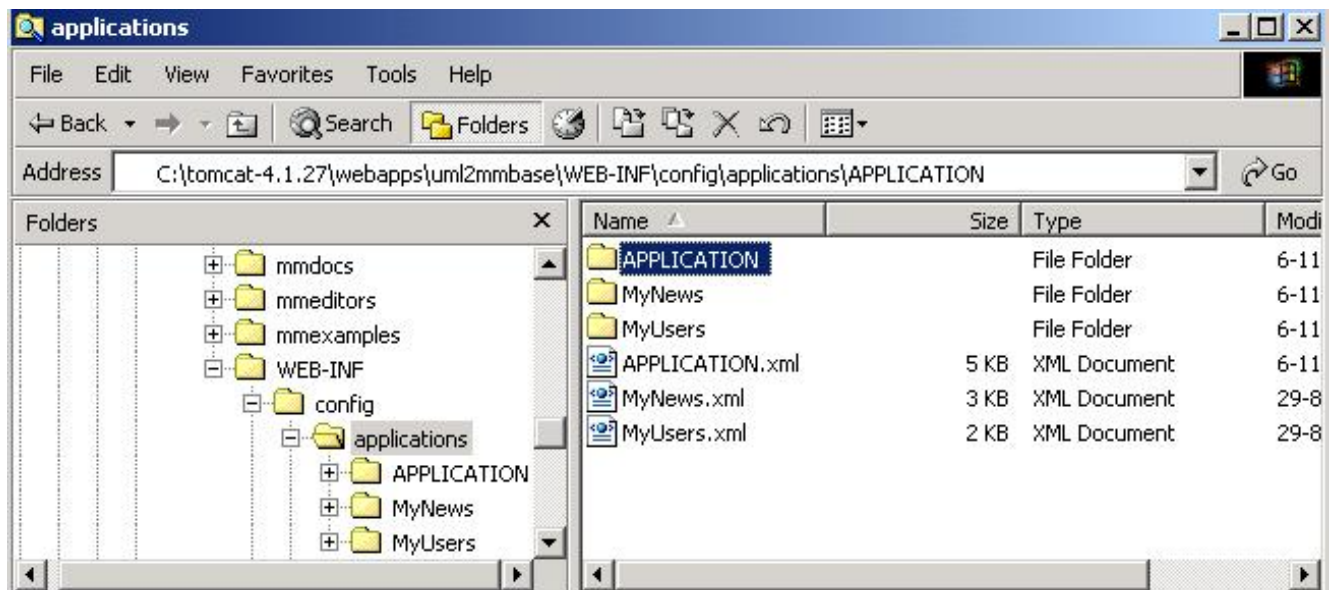 applications
File Edit View Favorites Tools Help
Back Search Folders
Address C:\tomcat-4.1.27\webapps\uml2mmbase\WEB-INF\config\applications\APPLICATION Go
Folders
mmdocs
mmeditors
mmexamples
WEB-INF
config
applications
APPLICATION
MyNews
MyUsers
Name Size Type Modi
APPLICATION File Folder 6-11
MyNews File Folder 6-11
MyUsers File Folder 6-11
APPLICATION.xml 5 KB XML Document 6-11
MyNews.xml 3 KB XML Document 29-8
MyUsers.xml 2 KB XML Document 29-8